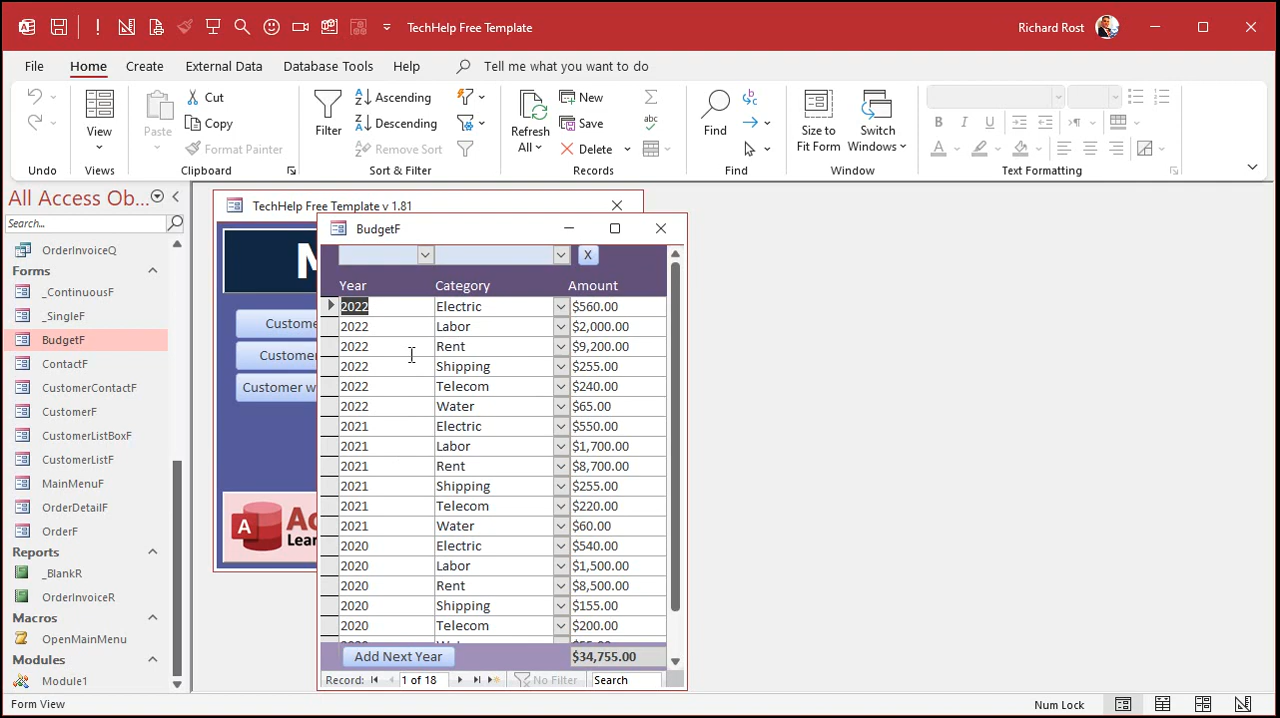 TechHelp Free Template
Richard Rost
File Home Create External Data Database Tools Help Tell me what you want to do
View
Paste
Cut
Copy
Format Painter
Filter
Ascending
Descending
Remove Sort
Refresh All
New
Save
Delete
Find
Size to Fit Form
Switch Windows
B I U
A
Undo Views Clipboard Sort & Filter Records Find Window Text Formatting
All Access Ob...
Search...
OrderInvoiceQ
Forms
_ContinuousF
_SingleF
BudgetF
ContactF
CustomerContactF
CustomerF
CustomerListBoxF
CustomerListF
MainMenuF
OrderDetailF
OrderF
Reports
_BlankR
OrderInvoiceR
Macros
OpenMainMenu
Modules
Module1
TechHelp Free Template v 1.81
M
Custome
Custome
Customer w
A
Ac
Lear
BudgetF
X
Year Category Amount
2022 Electric $560.00
2022 Labor $2,000.00
2022 Rent $9,200.00
2022 Shipping $255.00
2022 Telecom $240.00
2022 Water $65.00
2021 Electric $550.00
2021 Labor $1,700.00
2021 Rent $8,700.00
2021 Shipping $255.00
2021 Telecom $220.00
2021 Water $60.00
2020 Electric $540.00
2020 Labor $1,500.00
2020 Rent $8,500.00
2020 Shipping $155.00
2020 Telecom $200.00
Add Next Year $34,755.00
Record: 1 of 18 No Filter Search
Form View
Num Lock